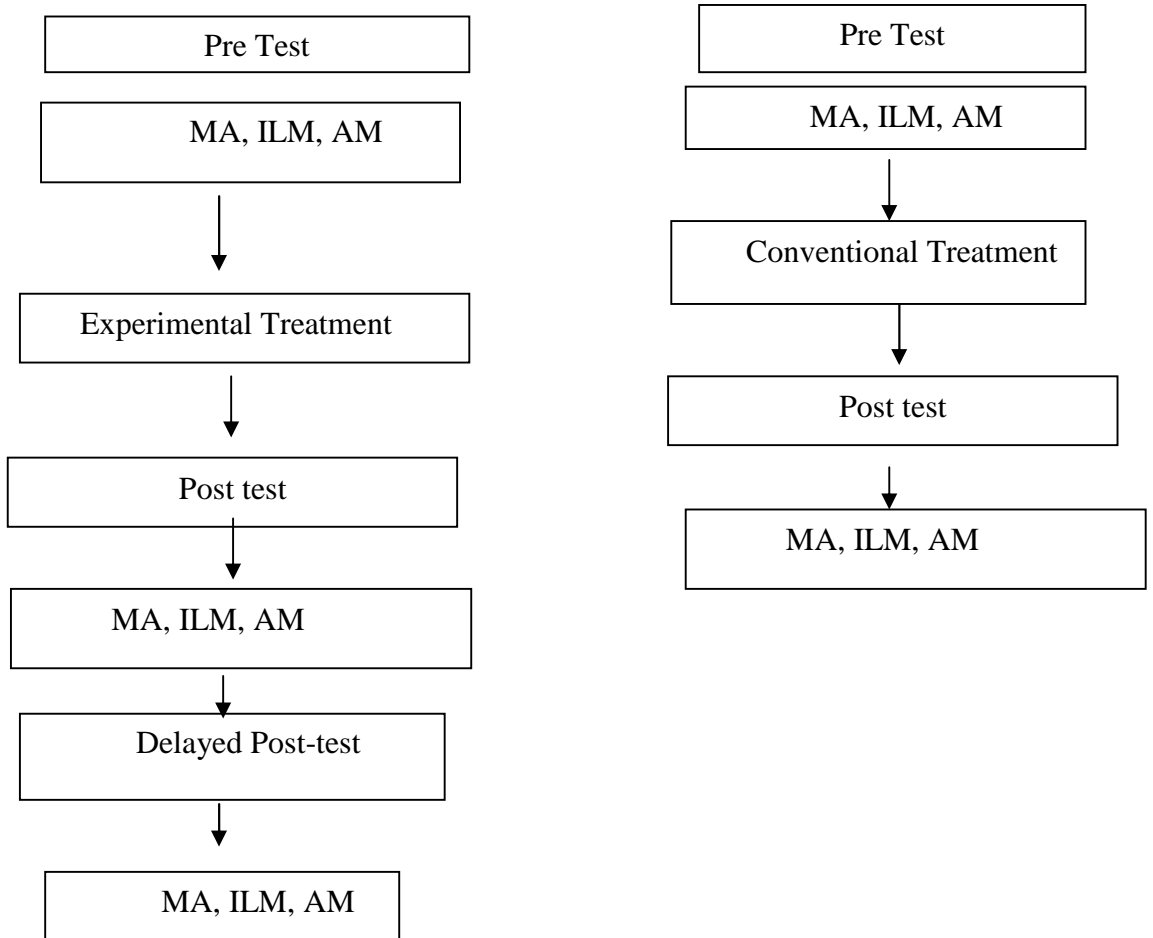 Pre Test
MA, ILM, AM
Experimental Treatment
Post test
MA, ILM, AM
Delayed Post-test
MA, ILM, AM
Pre Test
MA, ILM, AM
Conventional Treatment
Post test
MA, ILM, AM